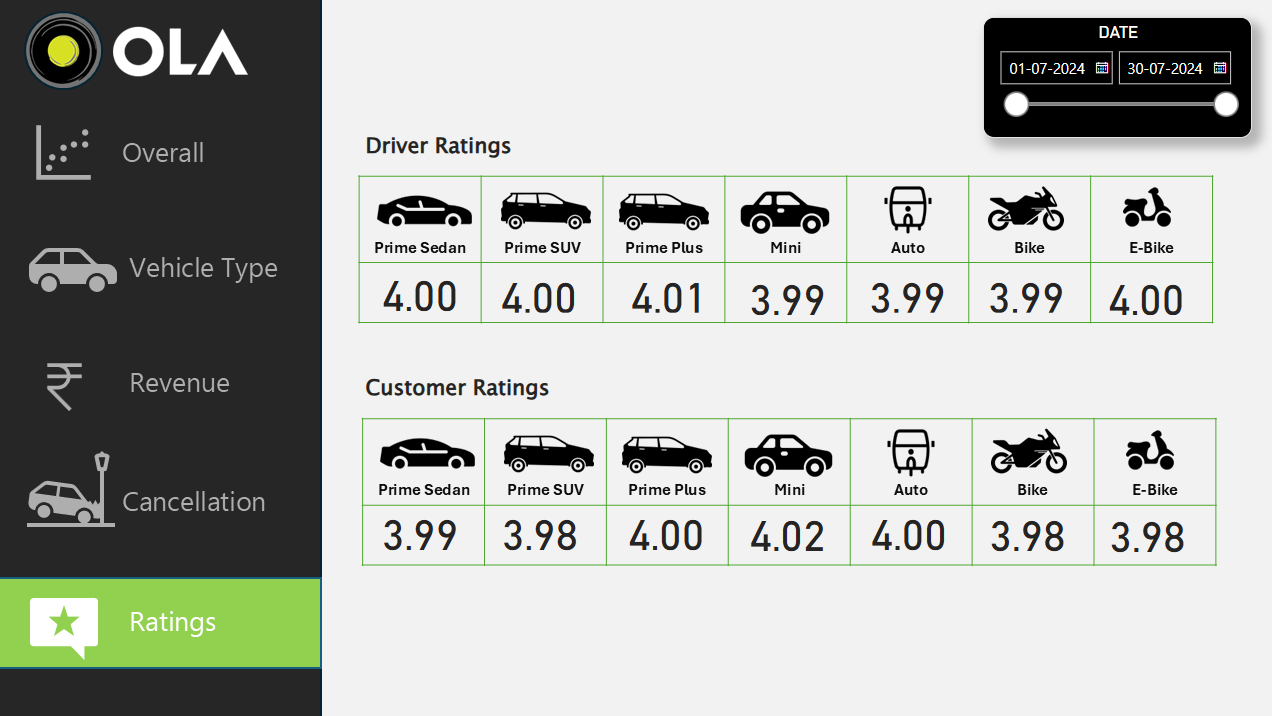 OLA
DATE
01-07-2024 30-07-2024
Overall
Vehicle Type
Revenue
Cancellation
Ratings
Driver Ratings
Prime Sedan Prime SUV Prime Plus Mini Auto Bike E-Bike
4.00 4.00 4.01 3.99 3.99 3.99 4.00
Customer Ratings
Prime Sedan Prime SUV Prime Plus Mini Auto Bike E-Bike
3.99 3.98 4.00 4.02 4.00 3.98 3.98